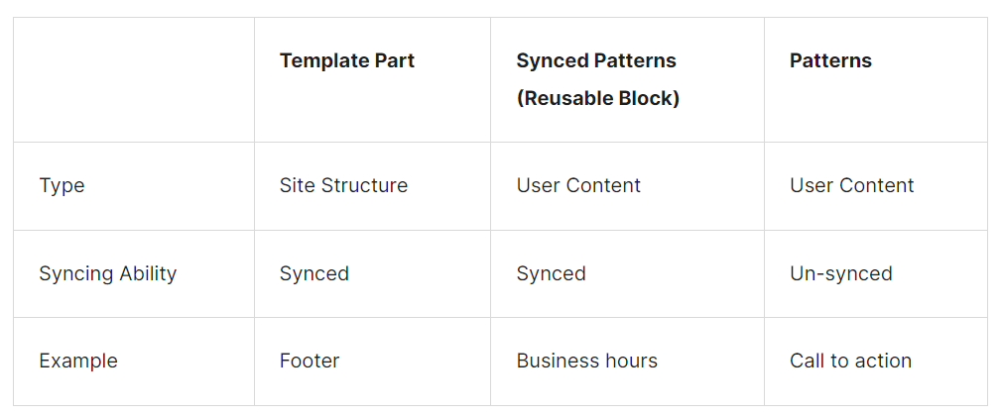 Template Part Synced Patterns Patterns
(Reusable Block)
Type Site Structure User Content User Content
Syncing Ability Synced Synced Un-synced
Example Footer Business hours Call to action